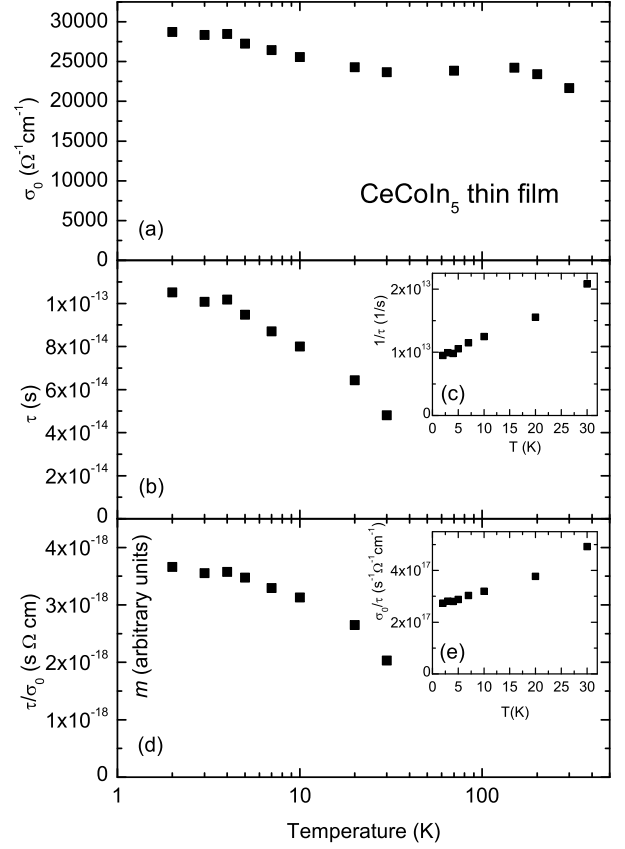 30000
25000
20000
15000
10000
5000
0
σ₀ (Ω⁻¹cm⁻¹)
CeCoIn₅ thin film
(a)
1x10⁻¹³
8x10⁻¹⁴
6x10⁻¹⁴
4x10⁻¹⁴
2x10⁻¹⁴
0
τ (s)
(b)
2x10¹³
1x10¹³
0
1/τ (1/s)
(c)
0 5 10 15 20 25 30
T (K)
4x10⁻¹⁸
3x10⁻¹⁸
2x10⁻¹⁸
1x10⁻¹⁸
0
τ/σ₀ (s Ω cm)
m (arbitrary units)
(d)
4x10¹⁷
2x10¹⁷
0
σ₀/τ (s⁻¹Ω⁻¹cm⁻¹)
(e)
0 5 10 15 20 25 30
T(K)
1 10 100
Temperature (K)